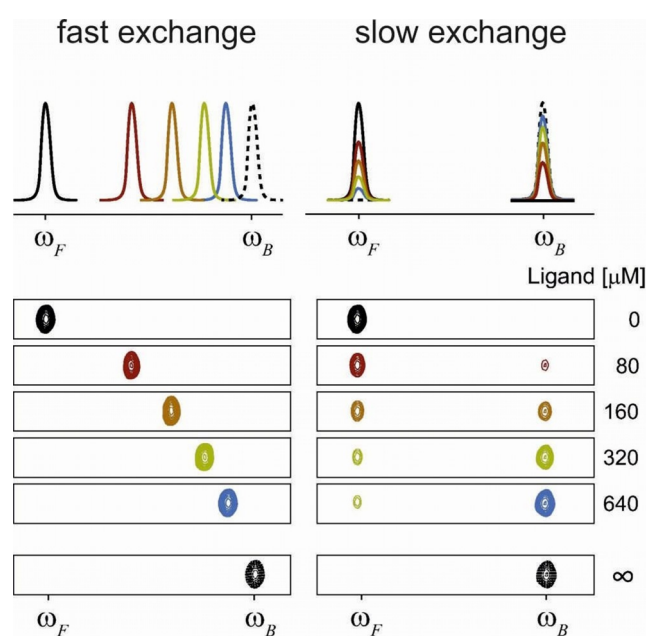 fast exchange slow exchange
ωF ωB ωF ωB
Ligand [μM]
0
80
160
320
640
∞
ωF ωB ωF ωB